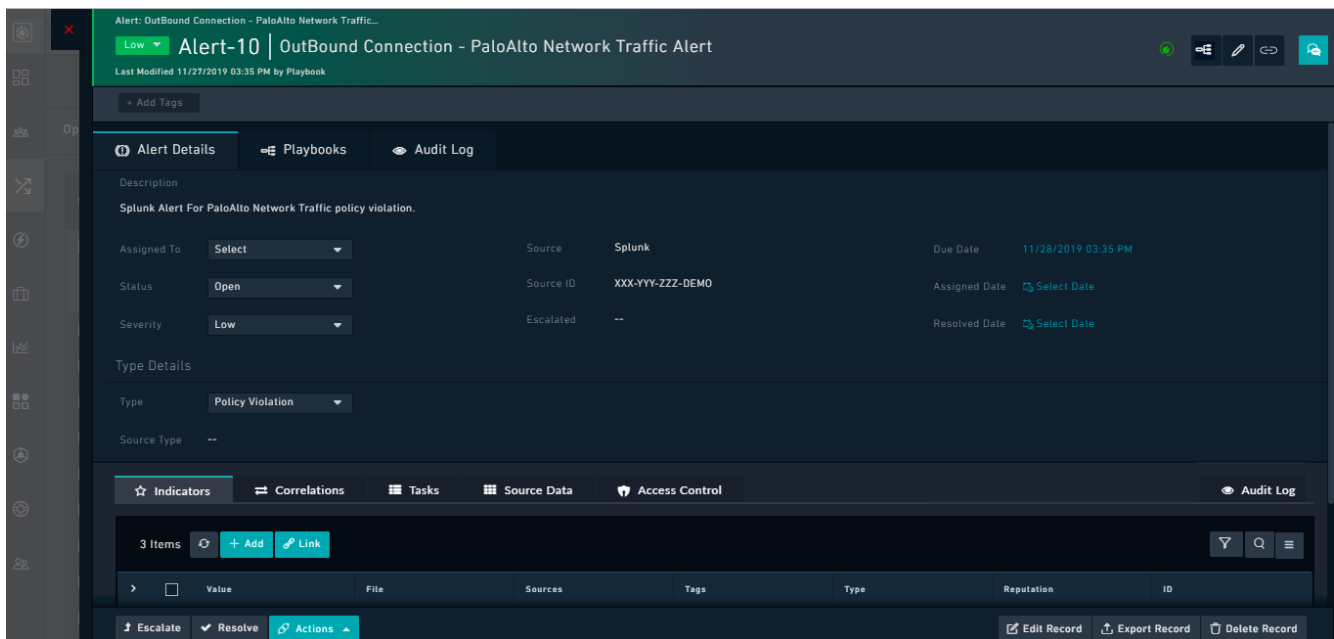 Alert: OutBound Connection - PaloAlto Network Traffic...
Low Alert-10 | OutBound Connection - PaloAlto Network Traffic Alert
Last Modified 11/27/2019 03:35 PM by Playbook
+ Add Tags
Op
Alert Details Playbooks Audit Log
Description
Splunk Alert For PaloAlto Network Traffic policy violation.
Assigned To Select Source Splunk Due Date 11/28/2019 03:35 PM
Status Open Source ID XXX-YYY-ZZZ-DEMO Assigned Date Select Date
Severity Low Escalated -- Resolved Date Select Date
Type Details
Type Policy Violation
Source Type --
Indicators Correlations Tasks Source Data Access Control Audit Log
3 Items + Add Link
Value File Sources Tags Type Reputation ID
Escalate Resolve Actions Edit Record Export Record Delete Record